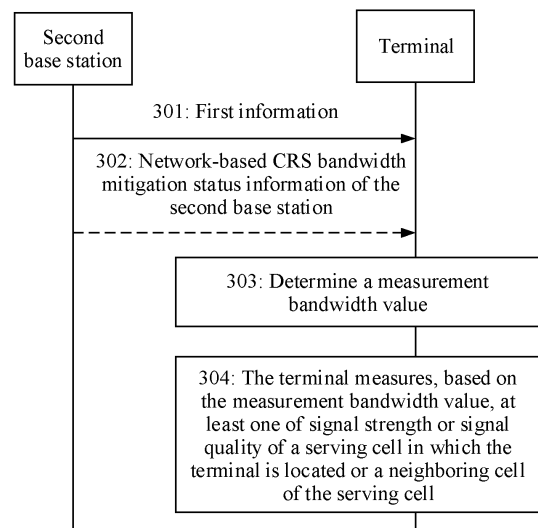 Second
base station
Terminal
301: First information
302: Network-based CRS bandwidth
mitigation status information of the
second base station
303: Determine a measurement
bandwidth value
304: The terminal measures, based on
the measurement bandwidth value, at
least one of signal strength or signal
quality of a serving cell in which the
terminal is located or a neighboring cell
of the serving cell